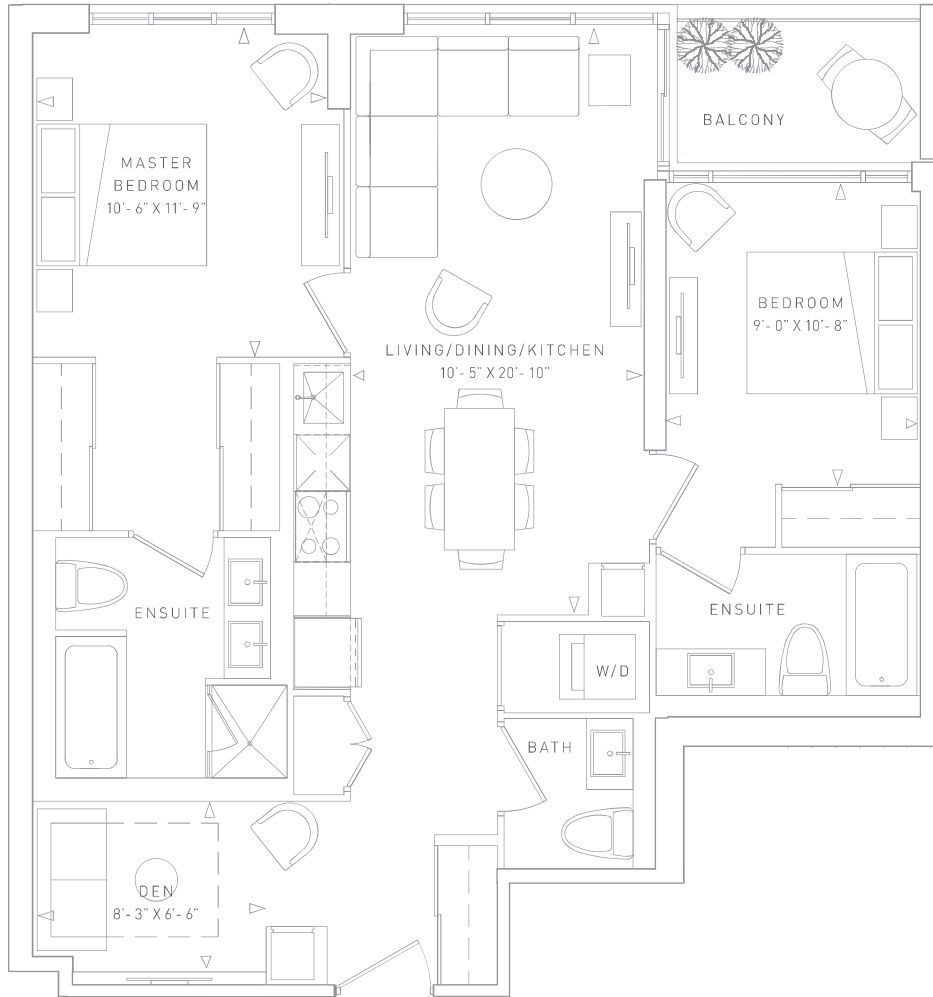 BALCONY
MASTER
BEDROOM
10'- 6" X 11'- 9"
BEDROOM
9'- 0" X 10'- 8"
LIVING/DINING/KITCHEN
10'- 5" X 20'- 10"
ENSUITE
ENSUITE
W/D
BATH
DEN
8'- 3" X 6'- 6"